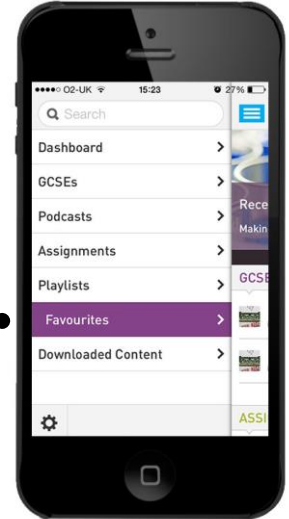 O2-UK 15:23 27%
Search
Dashboard
GCSEs
Podcasts
Assignments
Playlists
Favourites
Downloaded Content
Rece
Makin
GCSE
ASSI